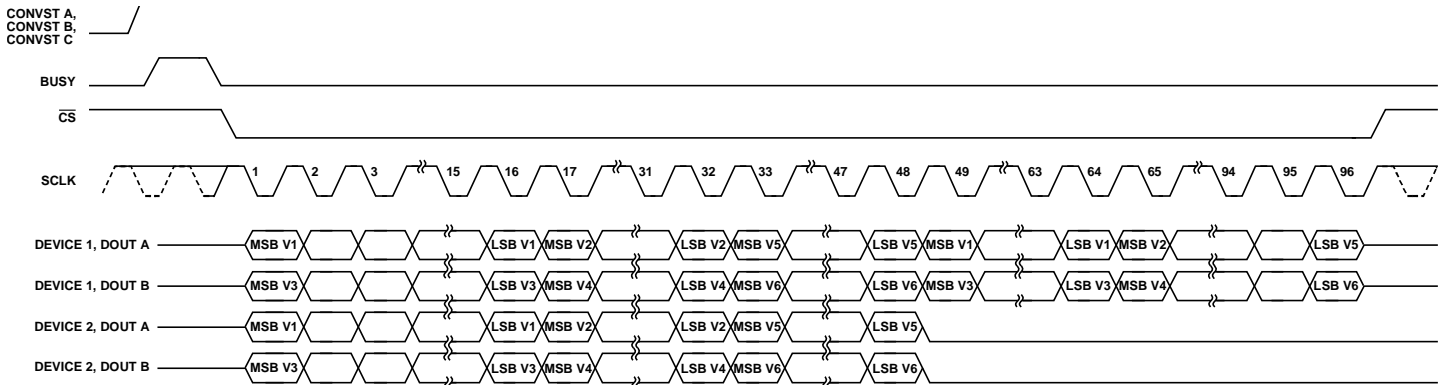 CONVST A,
CONVST B,
CONVST C
BUSY
CS
SCLK 1 2 3 15 16 17 31 32 33 47 48 49 63 64 65 94 95 96
DEVICE 1, DOUT A MSB V1 LSB V1 MSB V2 LSB V2 MSB V5 LSB V5 MSB V1 LSB V1 MSB V2 LSB V5
DEVICE 1, DOUT B MSB V3 LSB V3 MSB V4 LSB V4 MSB V6 LSB V6 MSB V3 LSB V3 MSB V4 LSB V6
DEVICE 2, DOUT A MSB V1 LSB V1 MSB V2 LSB V2 MSB V5 LSB V5
DEVICE 2, DOUT B MSB V3 LSB V3 MSB V4 LSB V4 MSB V6 LSB V6